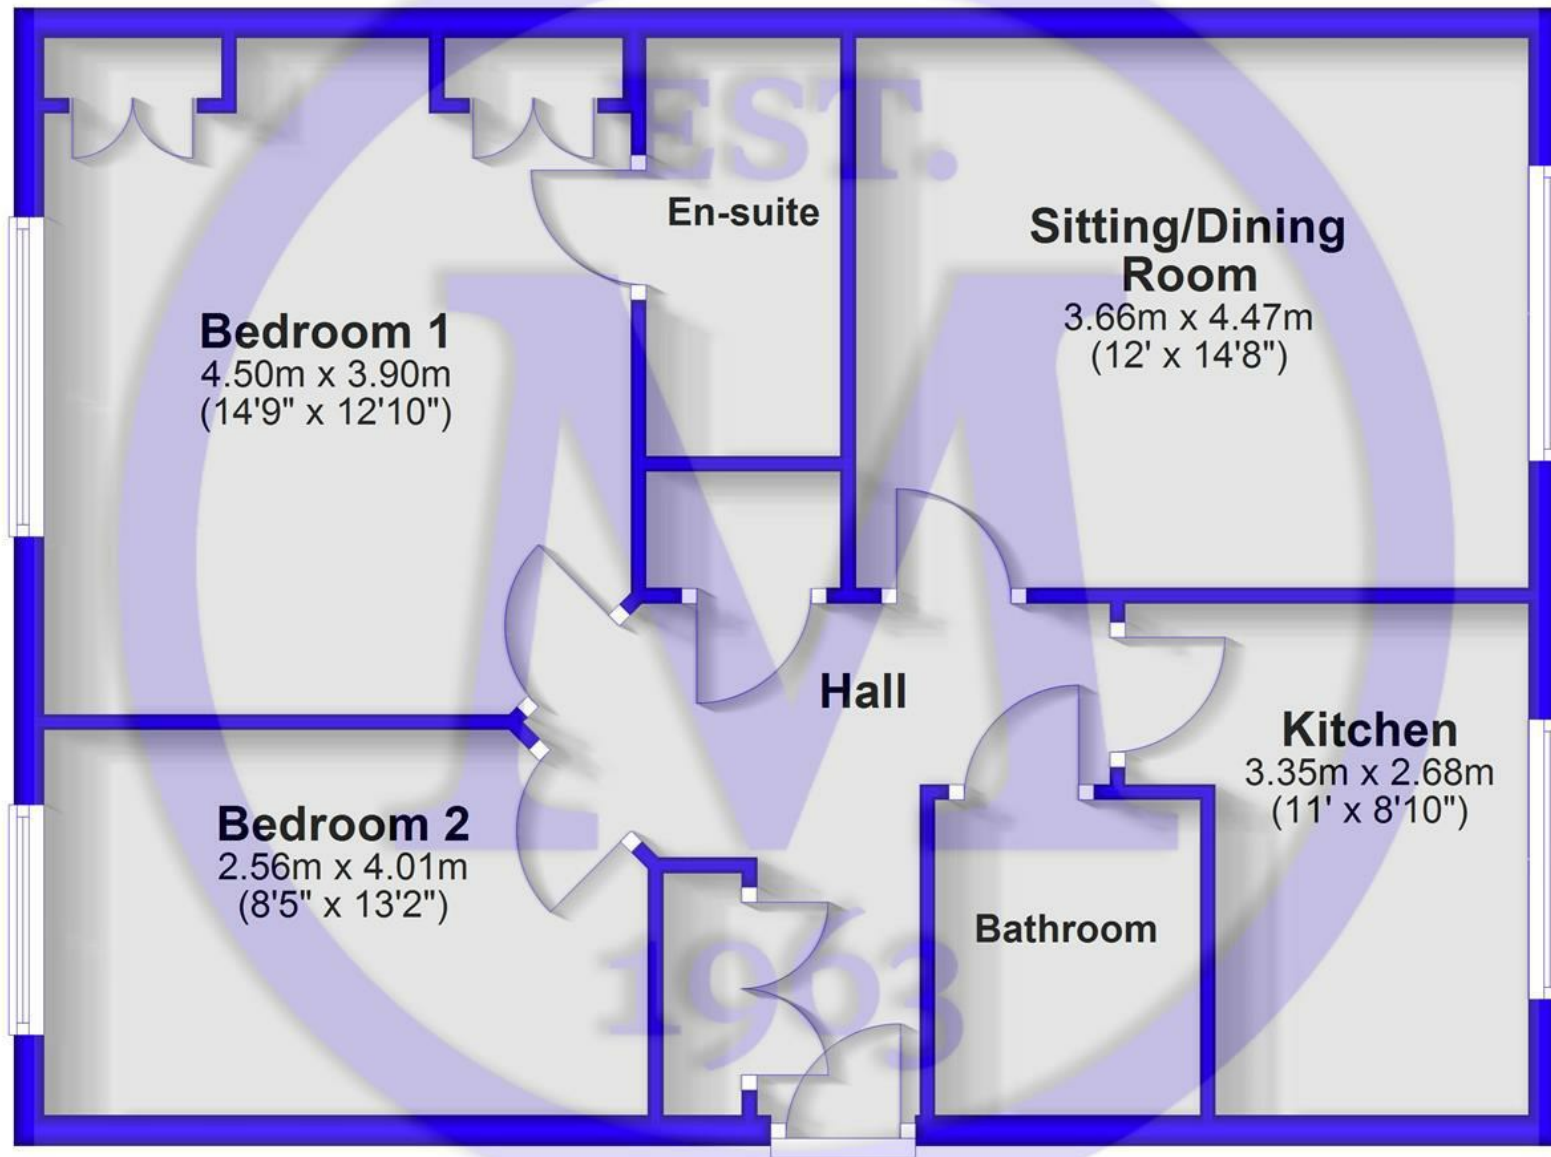 EST.
En-suite
Sitting/Dining
Room
3.66m x 4.47m
(12' x 14'8")
Bedroom 1
4.50m x 3.90m
(14'9" x 12'10")
M
Hall
Kitchen
3.35m x 2.68m
(11' x 8'10")
Bedroom 2
2.56m x 4.01m
(8'5" x 13'2")
Bathroom
1963